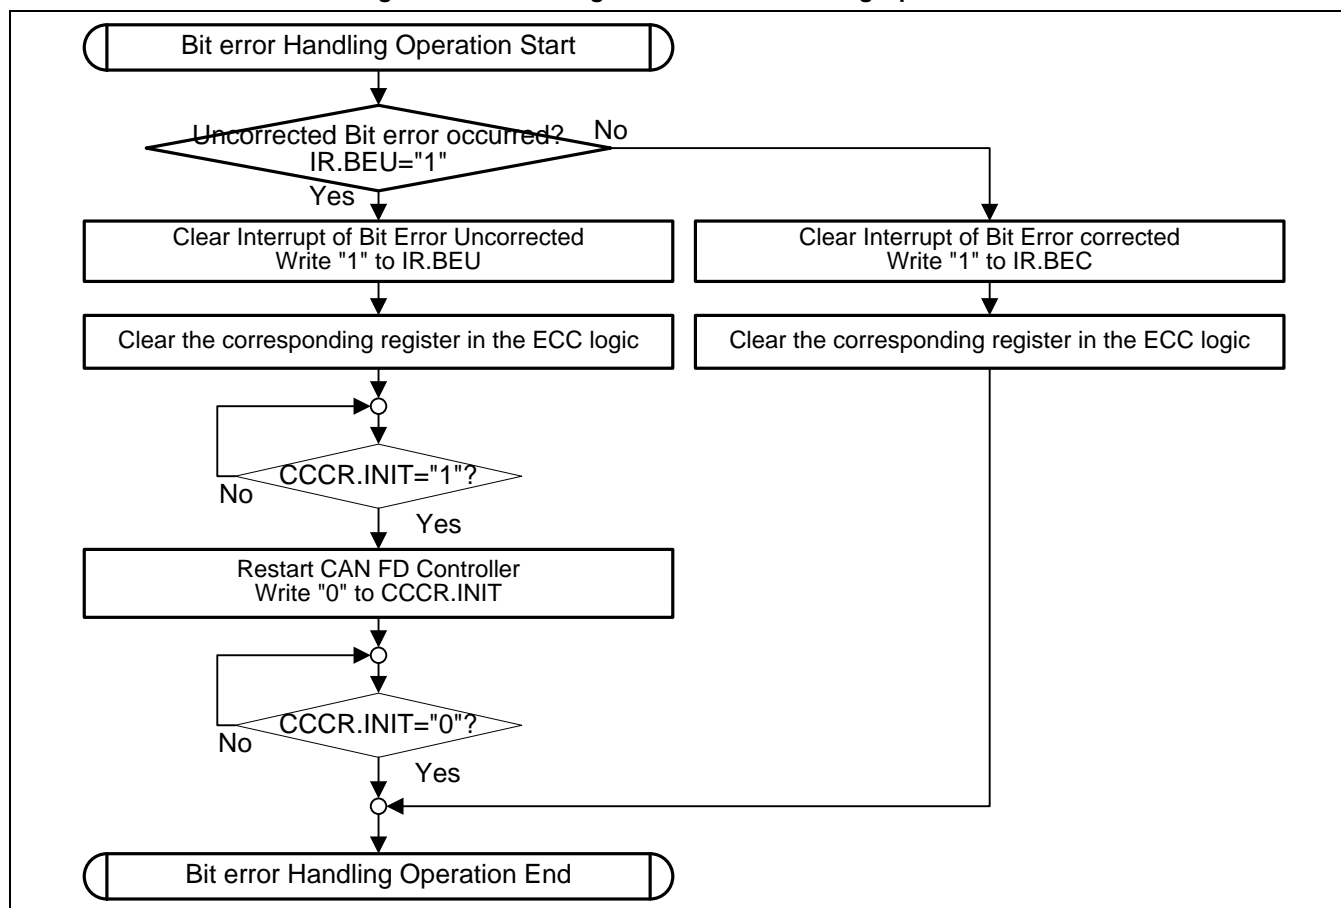 Bit error Handling Operation Start
Uncorrected Bit error occurred?
IR.BEU="1"
No
Yes
Clear Interrupt of Bit Error Uncorrected
Write "1" to IR.BEU
Clear Interrupt of Bit Error corrected
Write "1" to IR.BEC
Clear the corresponding register in the ECC logic
Clear the corresponding register in the ECC logic
CCCR.INIT="1"?
No
Yes
Restart CAN FD Controller
Write "0" to CCCR.INIT
CCCR.INIT="0"?
No
Yes
Bit error Handling Operation End